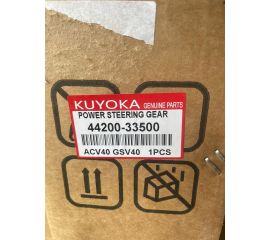 KUYOKA GENUINE PARTS
POWER STEERING GEAR
44200-33500
ACV40 GSV40 1PCS